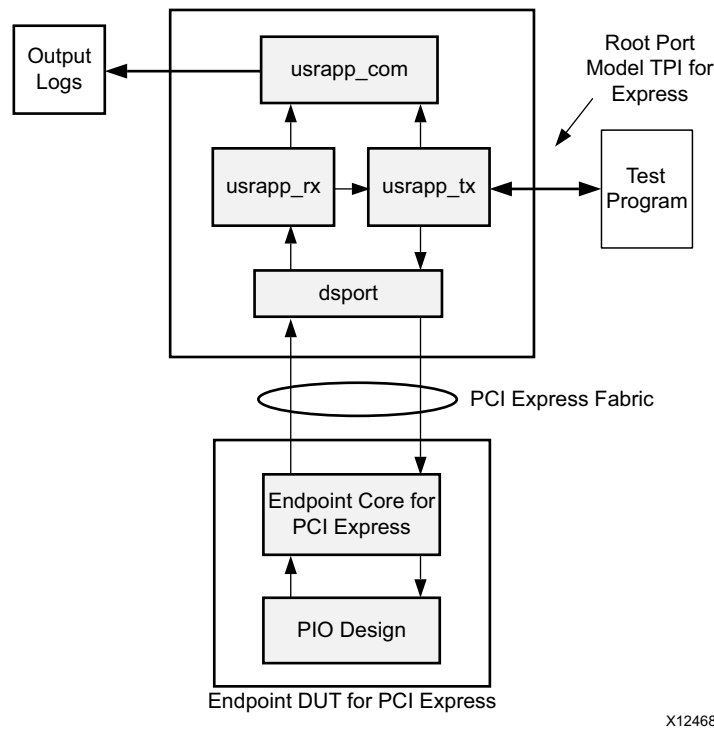 Output
Logs
usrapp_com
Root Port
Model TPI for
Express
usrapp_rx
usrapp_tx
Test
Program
dsport
PCI Express Fabric
Endpoint Core for
PCI Express
PIO Design
Endpoint DUT for PCI Express
X12468